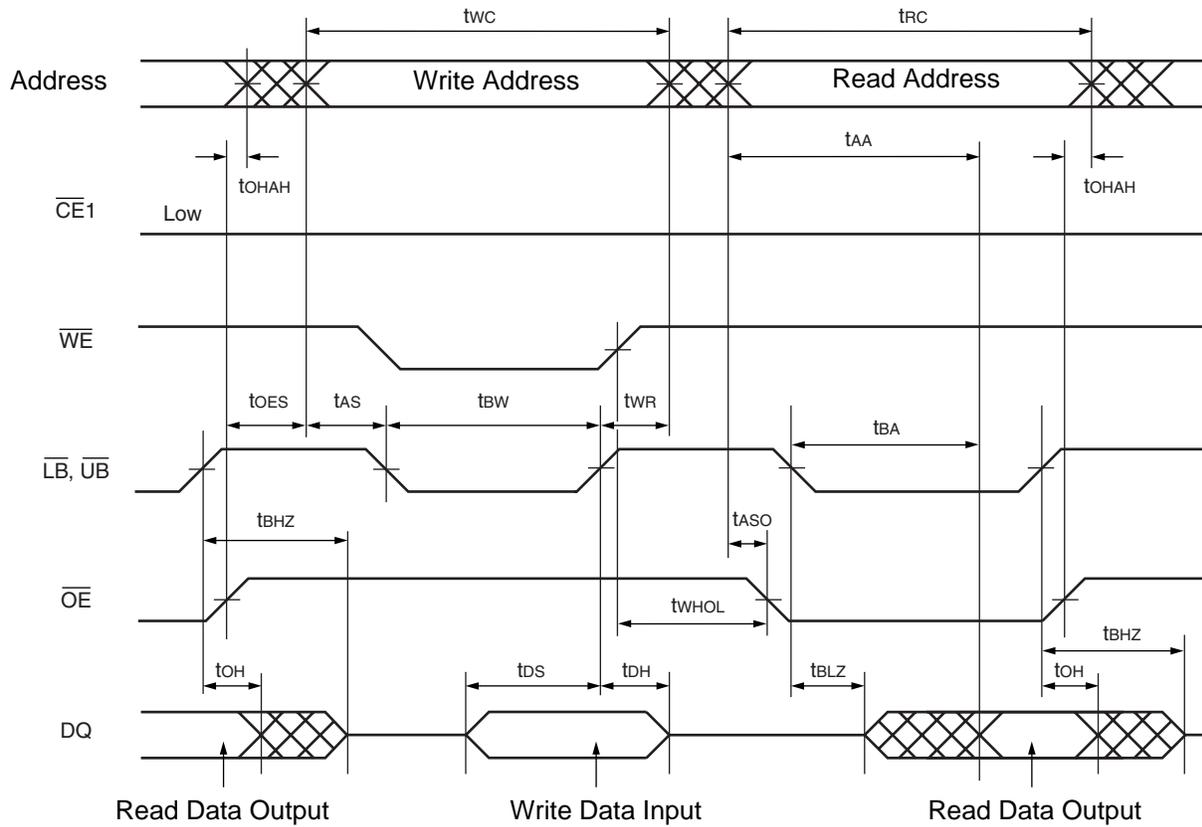 tWC
tRC
Address
Write Address
Read Address
tAA
tOHAH
tOHAH
CE1
Low
WE
tOES
tAS
tBW
tWR
tBA
LB, UB
tBHZ
tASO
OE
tWHOL
tBHZ
tOH
tDS
tDH
tBLZ
tOH
DQ
Read Data Output
Write Data Input
Read Data Output